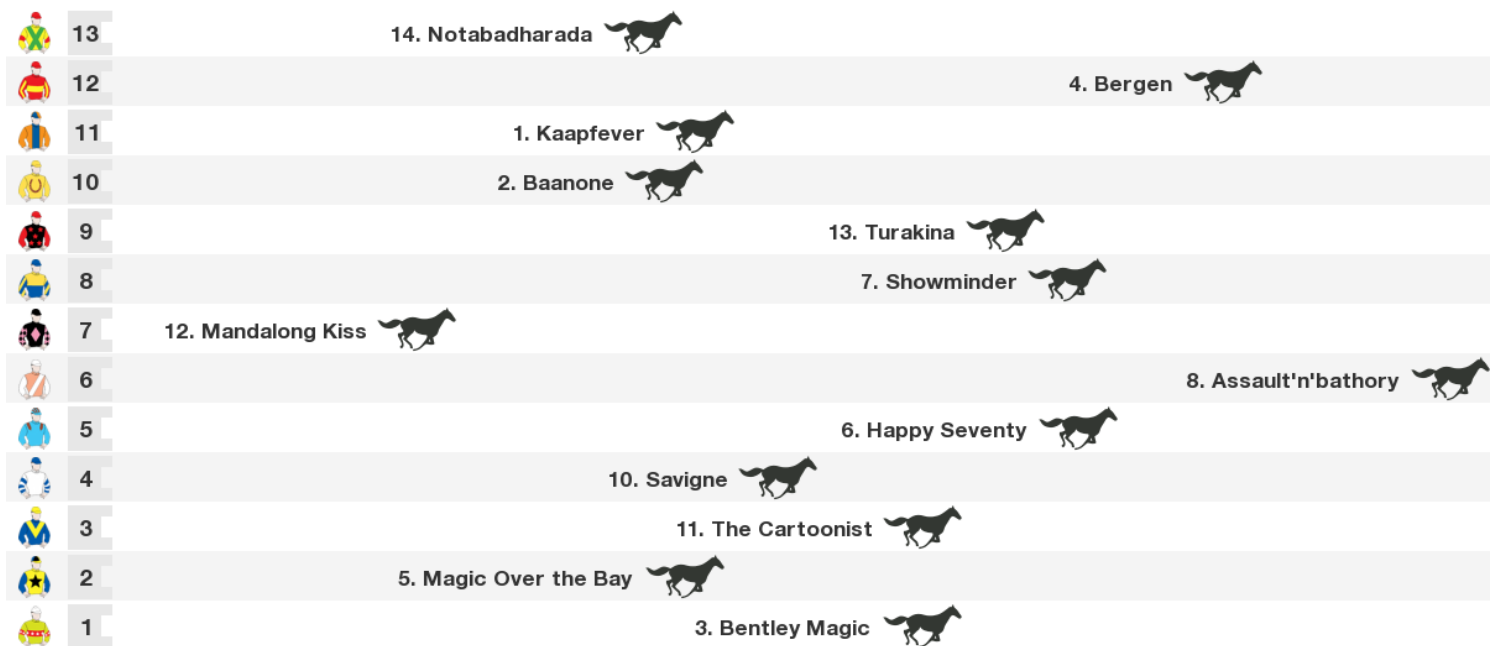 13 14. Notabadharada
12 4. Bergen
11 1. Kaapfever
10 2. Baanone
9 13. Turakina
8 7. Showminder
7 12. Mandalong Kiss
6 8. Assault'n'bathory
5 6. Happy Seventy
4 10. Savigne
3 11. The Cartoonist
2 5. Magic Over the Bay
1 3. Bentley Magic